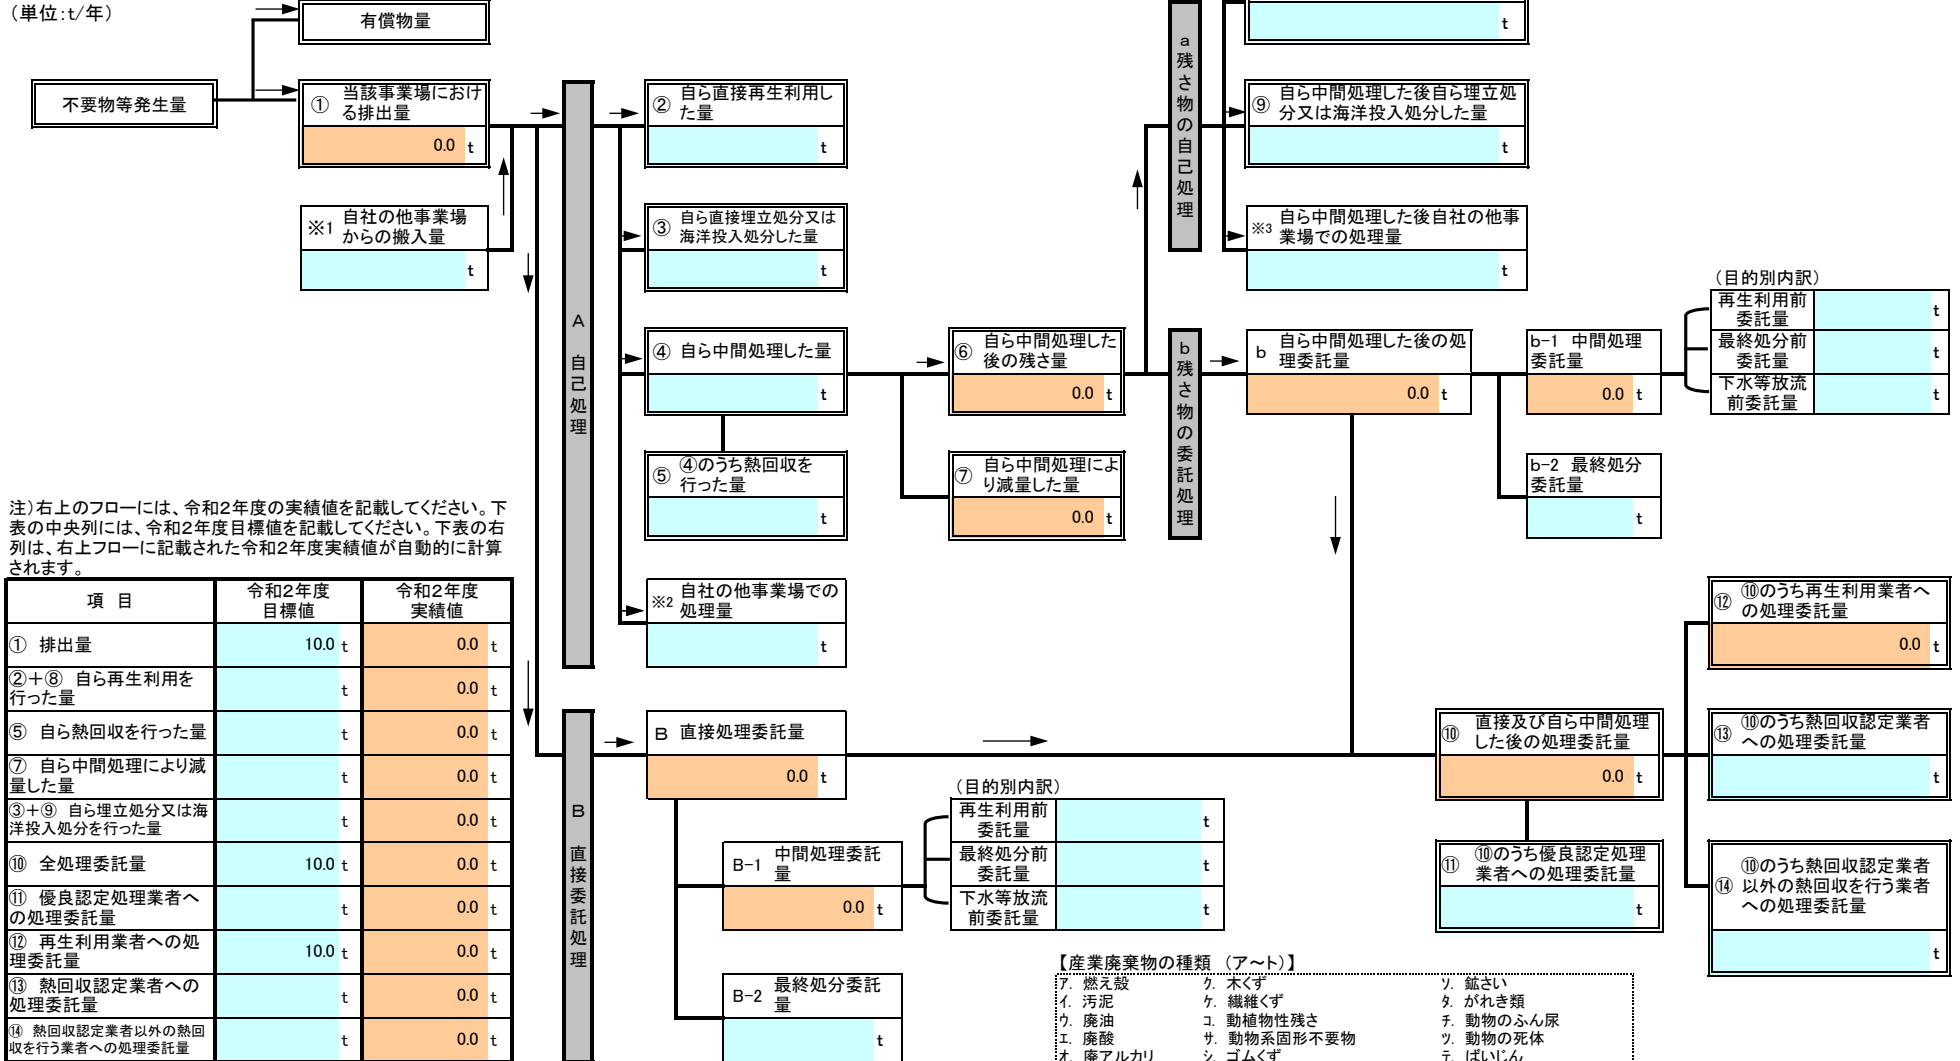 (単位:t/年)
有償物量
不要物等発生量
① 当該事業場におけ
る排出量
0.0 t
※1 自社の他事業場
からの搬入量
t
A 自己処理
② 自ら直接再生利用し
た量
t
③ 自ら直接埋立処分又は
海洋投入処分した量
t
④ 自ら中間処理した量
t
⑤ ④のうち熱回収を
行った量
t
※2 自社の他事業場での
処理量
t
⑥ 自ら中間処理した
後の残さ量
0.0 t
⑦ 自ら中間処理によ
り減量した量
0.0 t
a 残さ物の自己処理
t
⑨ 自ら中間処理した後自ら埋立処
分又は海洋投入処分した量
t
※3 自ら中間処理した後自社の他事
業場での処理量
t
b 残さ物の委託処理
b 自ら中間処理した後の処
理委託量
0.0 t
b-1 中間処理
委託量
0.0 t
(目的別内訳)
再生利用前
委託量 t
最終処分前
委託量 t
下水等放流
前委託量 t
b-2 最終処分
委託量
t
注)右上のフローには、令和2年度の実績値を記載してください。下
表の中央列には、令和2年度目標値を記載してください。下表の右
列は、右上フローに記載された令和2年度実績値が自動的に計算
されます。
項 目 令和2年度 令和2年度
目標値 実績値
① 排出量 10.0 t 0.0 t
②+⑧ 自ら再生利用を
行った量 t 0.0 t
⑤ 自ら熱回収を行った量 t 0.0 t
⑦ 自ら中間処理により減
量した量 t 0.0 t
③+⑨ 自ら埋立処分又は海
洋投入処分を行った量 t 0.0 t
⑩ 全処理委託量 10.0 t 0.0 t
⑪ 優良認定処理業者へ
の処理委託量 t 0.0 t
⑫ 再生利用業者への処
理委託量 10.0 t 0.0 t
⑬ 熱回収認定業者への
処理委託量 t 0.0 t
⑭ 熱回収認定業者以外の熱回
収を行う業者への処理委託量 t 0.0 t
B 直接委託処理
B 直接処理委託量
0.0 t
B-1 中間処理委託
量
0.0 t
(目的別内訳)
再生利用前
委託量 t
最終処分前
委託量 t
下水等放流
前委託量 t
B-2 最終処分委託
量
t
⑩ 直接及び自ら中間処理
した後の処理委託量
0.0 t
⑪ ⑩のうち優良認定処理
業者への処理委託量
t
⑫ ⑩のうち再生利用業者へ
の処理委託量
0.0 t
⑬ ⑩のうち熱回収認定業者
への処理委託量
t
⑭ ⑩のうち熱回収認定業者
以外の熱回収を行う業者
への処理委託量
t
【産業廃棄物の種類 (ア~ト)】
ア. 燃え殻 ク. 木くず ソ. 鉱さい
イ. 汚泥 ケ. 繊維くず タ. がれき類
ウ. 廃油 コ. 動植物性残さ チ. 動物のふん尿
エ. 廃酸 サ. 動物系固形不要物 ツ. 動物の死体
オ. 廃アルカリ シ. ゴムくず テ. ばいじん